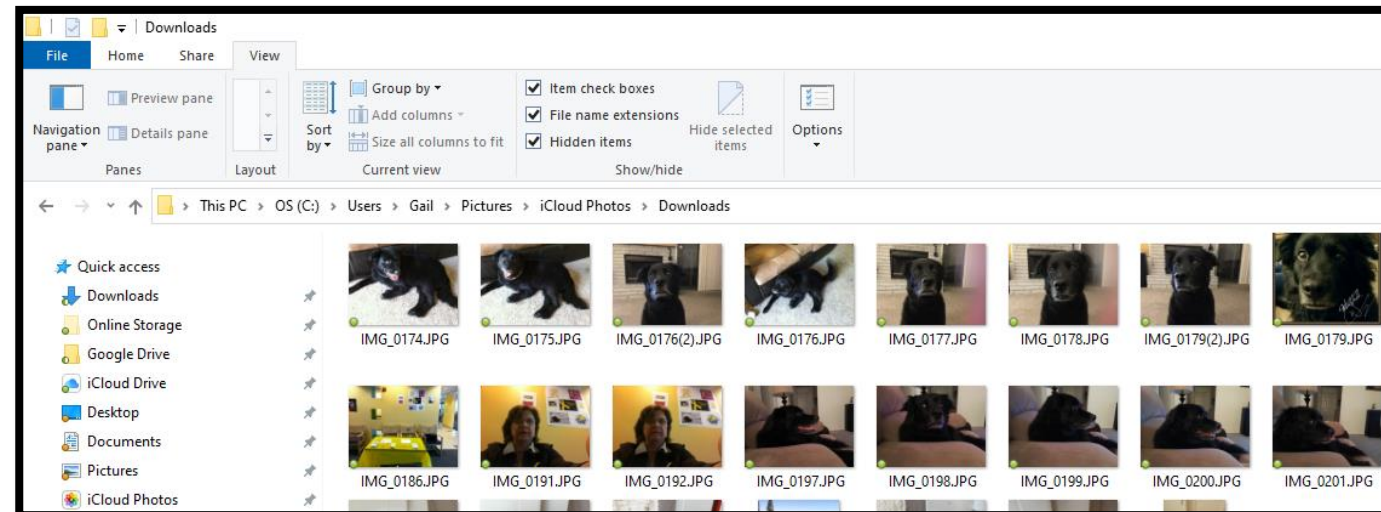 Downloads
File Home Share View
Preview pane
Details pane
Navigation pane
Panes
Layout
Sort by
Group by
Add columns
Size all columns to fit
Current view
Item check boxes
File name extensions
Hidden items
Hide selected items
Show/hide
Options
This PC > OS (C:) > Users > Gail > Pictures > iCloud Photos > Downloads
Quick access
Downloads
Online Storage
Google Drive
iCloud Drive
Desktop
Documents
Pictures
iCloud Photos
IMG_0174.JPG IMG_0175.JPG IMG_0176(2).JPG IMG_0176.JPG IMG_0177.JPG IMG_0178.JPG IMG_0179(2).JPG IMG_0179.JPG
IMG_0186.JPG IMG_0191.JPG IMG_0192.JPG IMG_0197.JPG IMG_0198.JPG IMG_0199.JPG IMG_0200.JPG IMG_0201.JPG